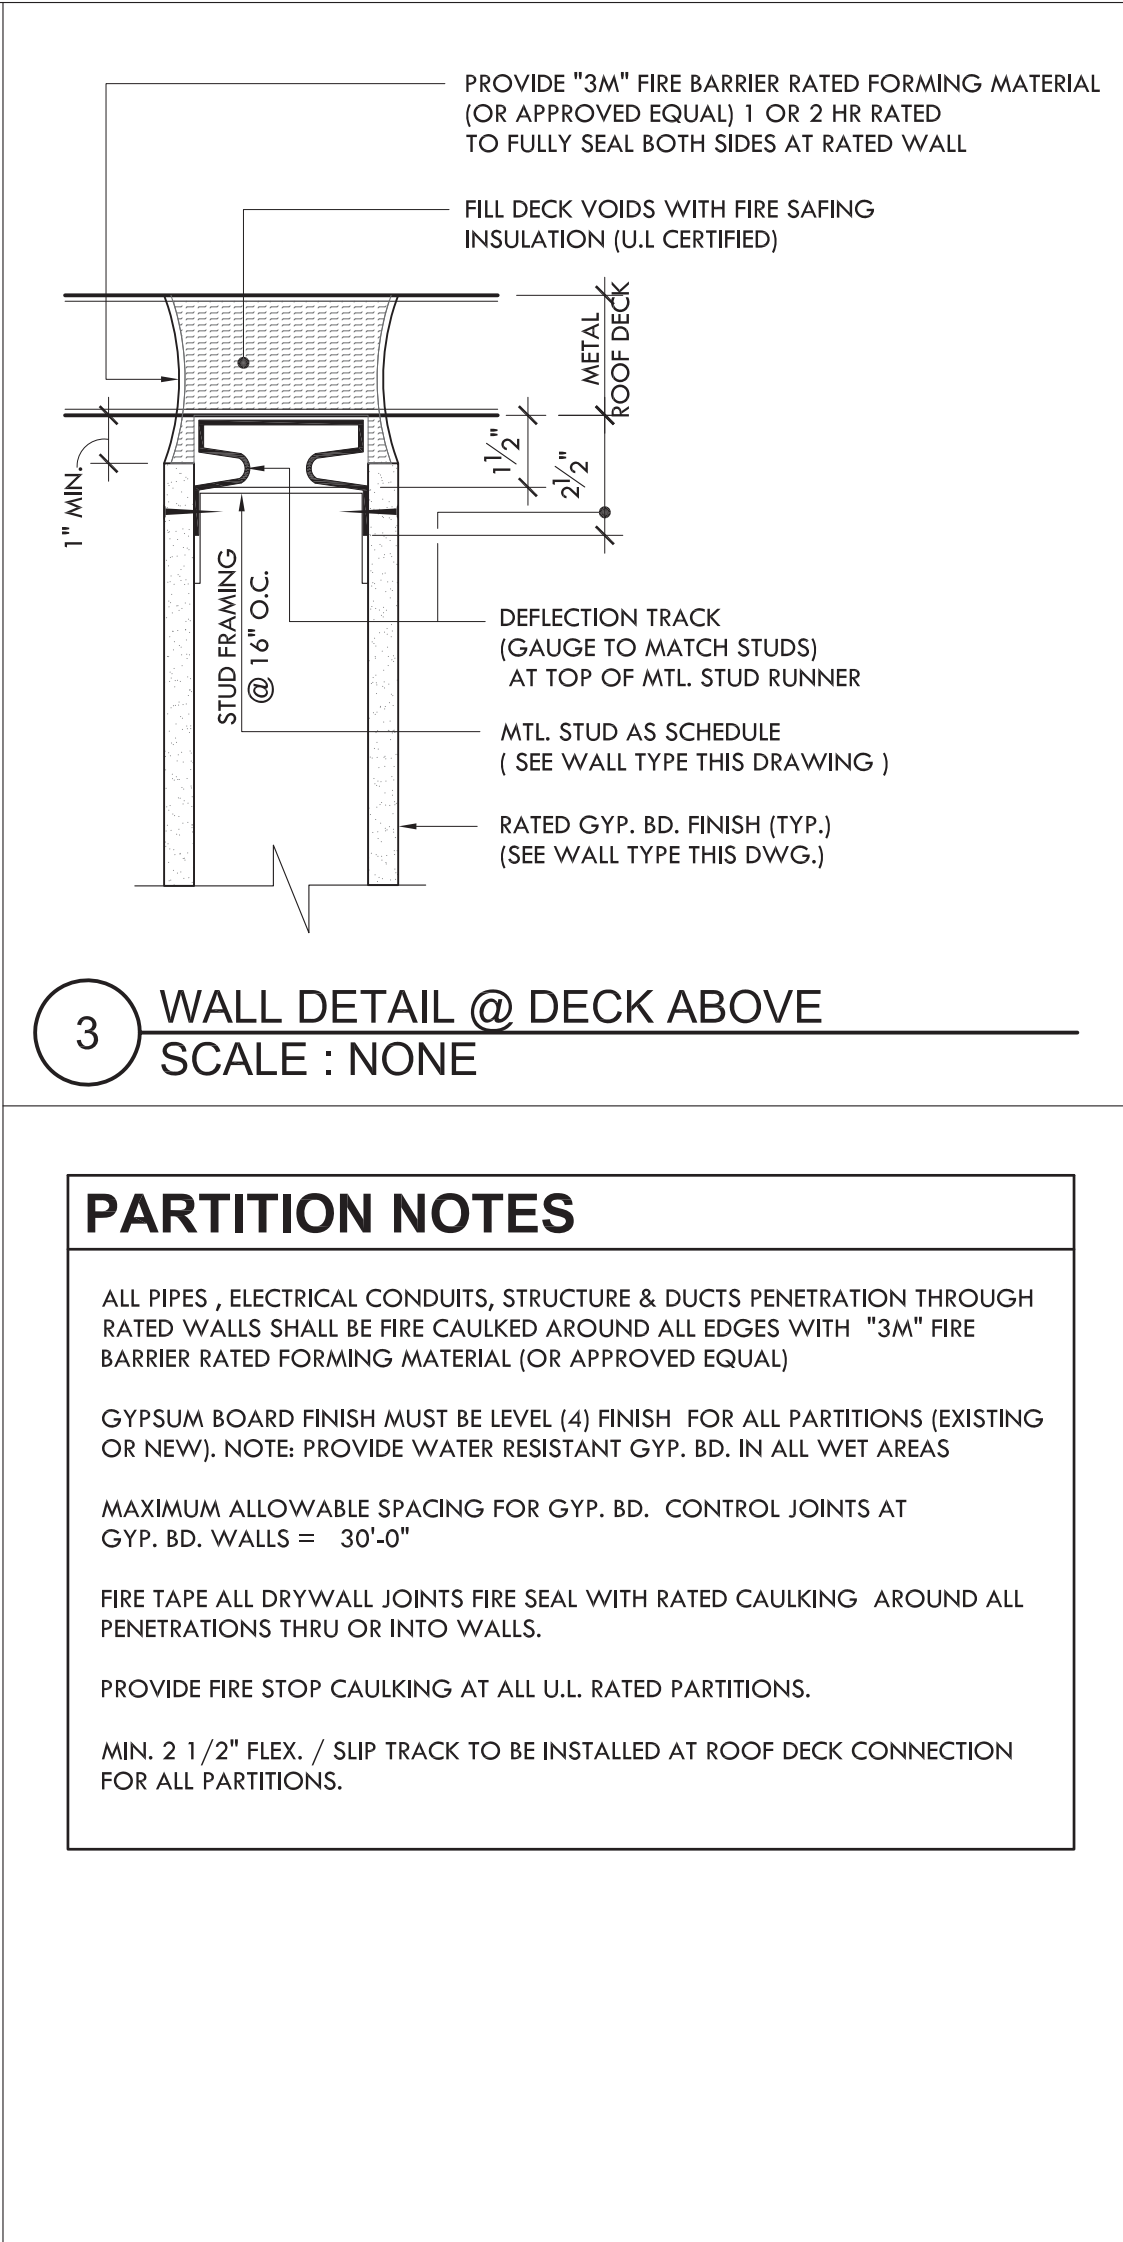 PROVIDE "3M" FIRE BARRIER RATED FORMING MATERIAL
(OR APPROVED EQUAL) 1 OR 2 HR RATED
TO FULLY SEAL BOTH SIDES AT RATED WALL
FILL DECK VOIDS WITH FIRE SAFING
INSULATION (U.L CERTIFIED)
METAL
ROOF DECK
1" MIN.
1 1/2"
2 1/2"
STUD FRAMING
@ 16" O.C.
DEFLECTION TRACK
(GAUGE TO MATCH STUDS)
AT TOP OF MTL. STUD RUNNER
MTL. STUD AS SCHEDULE
( SEE WALL TYPE THIS DRAWING )
RATED GYP. BD. FINISH (TYP.)
(SEE WALL TYPE THIS DWG.)
3
WALL DETAIL @ DECK ABOVE
SCALE : NONE
PARTITION NOTES
ALL PIPES , ELECTRICAL CONDUITS, STRUCTURE & DUCTS PENETRATION THROUGH
RATED WALLS SHALL BE FIRE CAULKED AROUND ALL EDGES WITH "3M" FIRE
BARRIER RATED FORMING MATERIAL (OR APPROVED EQUAL)
GYPSUM BOARD FINISH MUST BE LEVEL (4) FINISH FOR ALL PARTITIONS (EXISTING
OR NEW). NOTE: PROVIDE WATER RESISTANT GYP. BD. IN ALL WET AREAS
MAXIMUM ALLOWABLE SPACING FOR GYP. BD. CONTROL JOINTS AT
GYP. BD. WALLS = 30'-0"
FIRE TAPE ALL DRYWALL JOINTS FIRE SEAL WITH RATED CAULKING AROUND ALL
PENETRATIONS THRU OR INTO WALLS.
PROVIDE FIRE STOP CAULKING AT ALL U.L. RATED PARTITIONS.
MIN. 2 1/2" FLEX. / SLIP TRACK TO BE INSTALLED AT ROOF DECK CONNECTION
FOR ALL PARTITIONS.